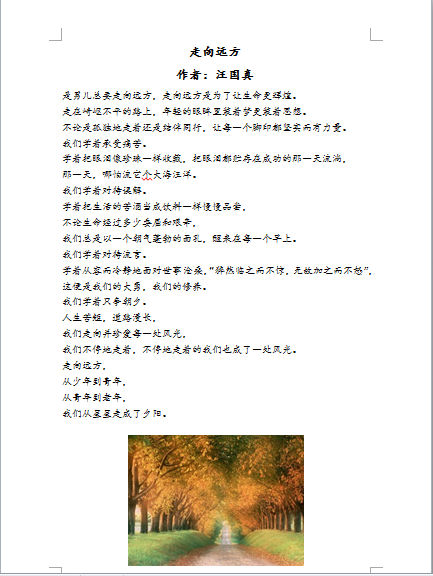 走向远方
作者：汪国真
是男儿总要走向远方，走向远方是为了让生命更辉煌。
走在崎岖不平的路上，年轻的眼眸里装着梦更装着思想。
不论是孤独地走着还是结伴同行，让每一个脚印都坚实而有力量。
我们学着承受痛苦。
学着把眼泪像珍珠一样收藏，把眼泪都贮存在成功的那一天流淌，
那一天，哪怕流它个大海汪洋。
我们学着对待误解。
学着把生活的苦酒当成饮料一样慢慢品尝，
不论生命经过多少委屈和艰辛，
我们总是以一个朝气蓬勃的面孔，醒来在每一个早上。
我们学着对待流言。
学着从容而冷静地面对世事沧桑，“猝然临之而不惊，无故加之而不怒”，
这便是我们的大勇，我们的修养。
我们学着只争朝夕。
人生苦短，道路漫长，
我们走向并珍爱每一处风光，
我们不停地走着，不停地走着的我们也成了一处风光。
走向远方，
从少年到青年，
从青年到老年，
我们从星星走成了夕阳。